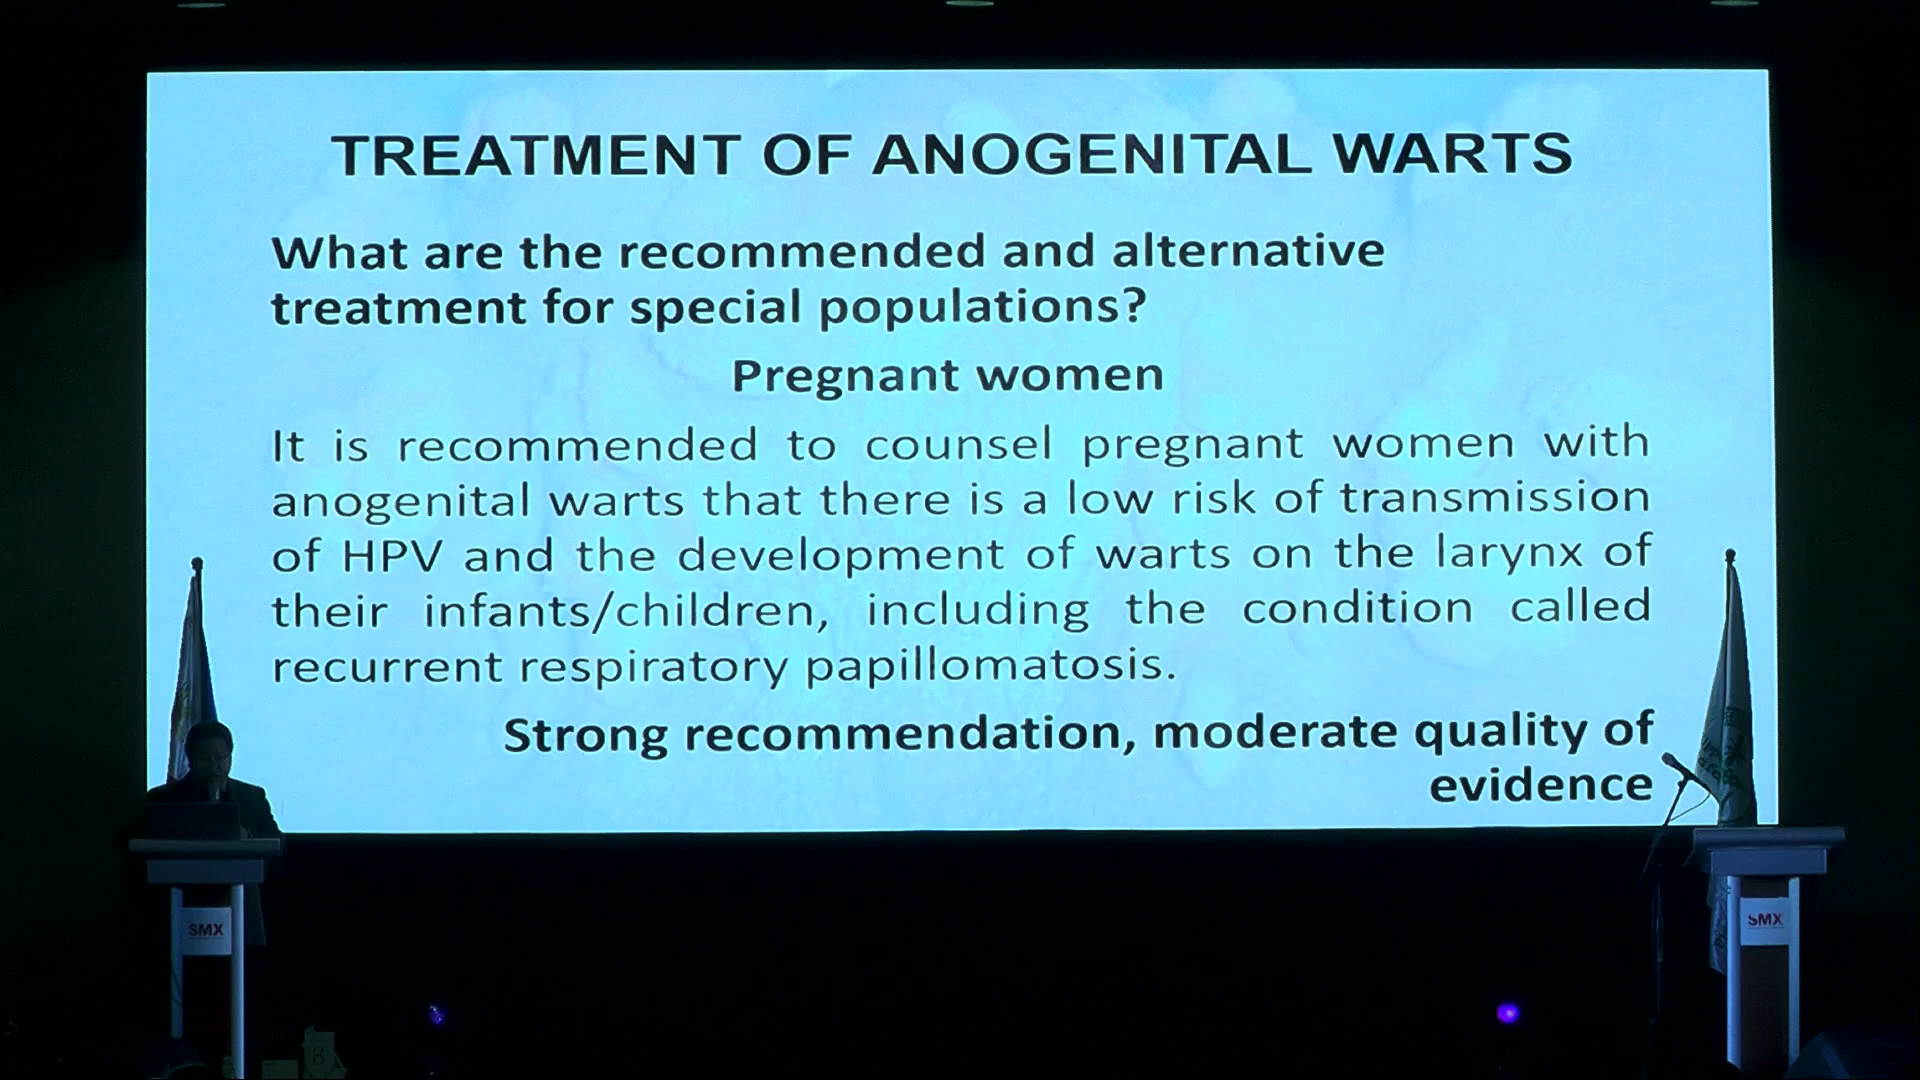 TREATMENT OF ANOGENITAL WARTS
What are the recommended and alternative
treatment for special populations?
Pregnant women
It is recommended to counsel pregnant women with
anogenital warts that there is a low risk of transmission
of HPV and the development of warts on the larynx of
their infants/children, including the condition called
recurrent respiratory papillomatosis.
Strong recommendation, moderate quality of
evidence
SMX
SMX